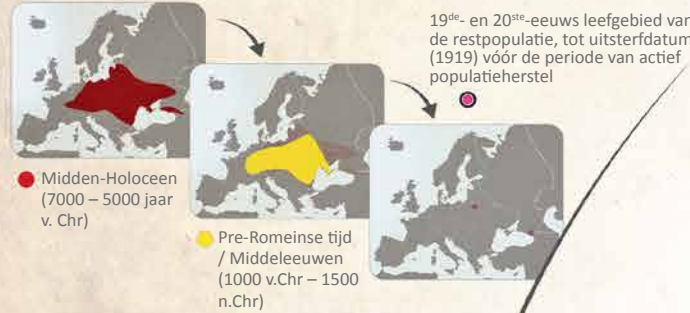 19de- en 20ste-eeuws leefgebied van
de restpopulatie, tot uitsterfdatum
(1919) vóór de periode van actief
populatieherstel
Midden-Holoceen
(7000 – 5000 jaar
v. Chr)
Pre-Romeinse tijd
/ Middeleeuwen
(1000 v.Chr – 1500
n.Chr)